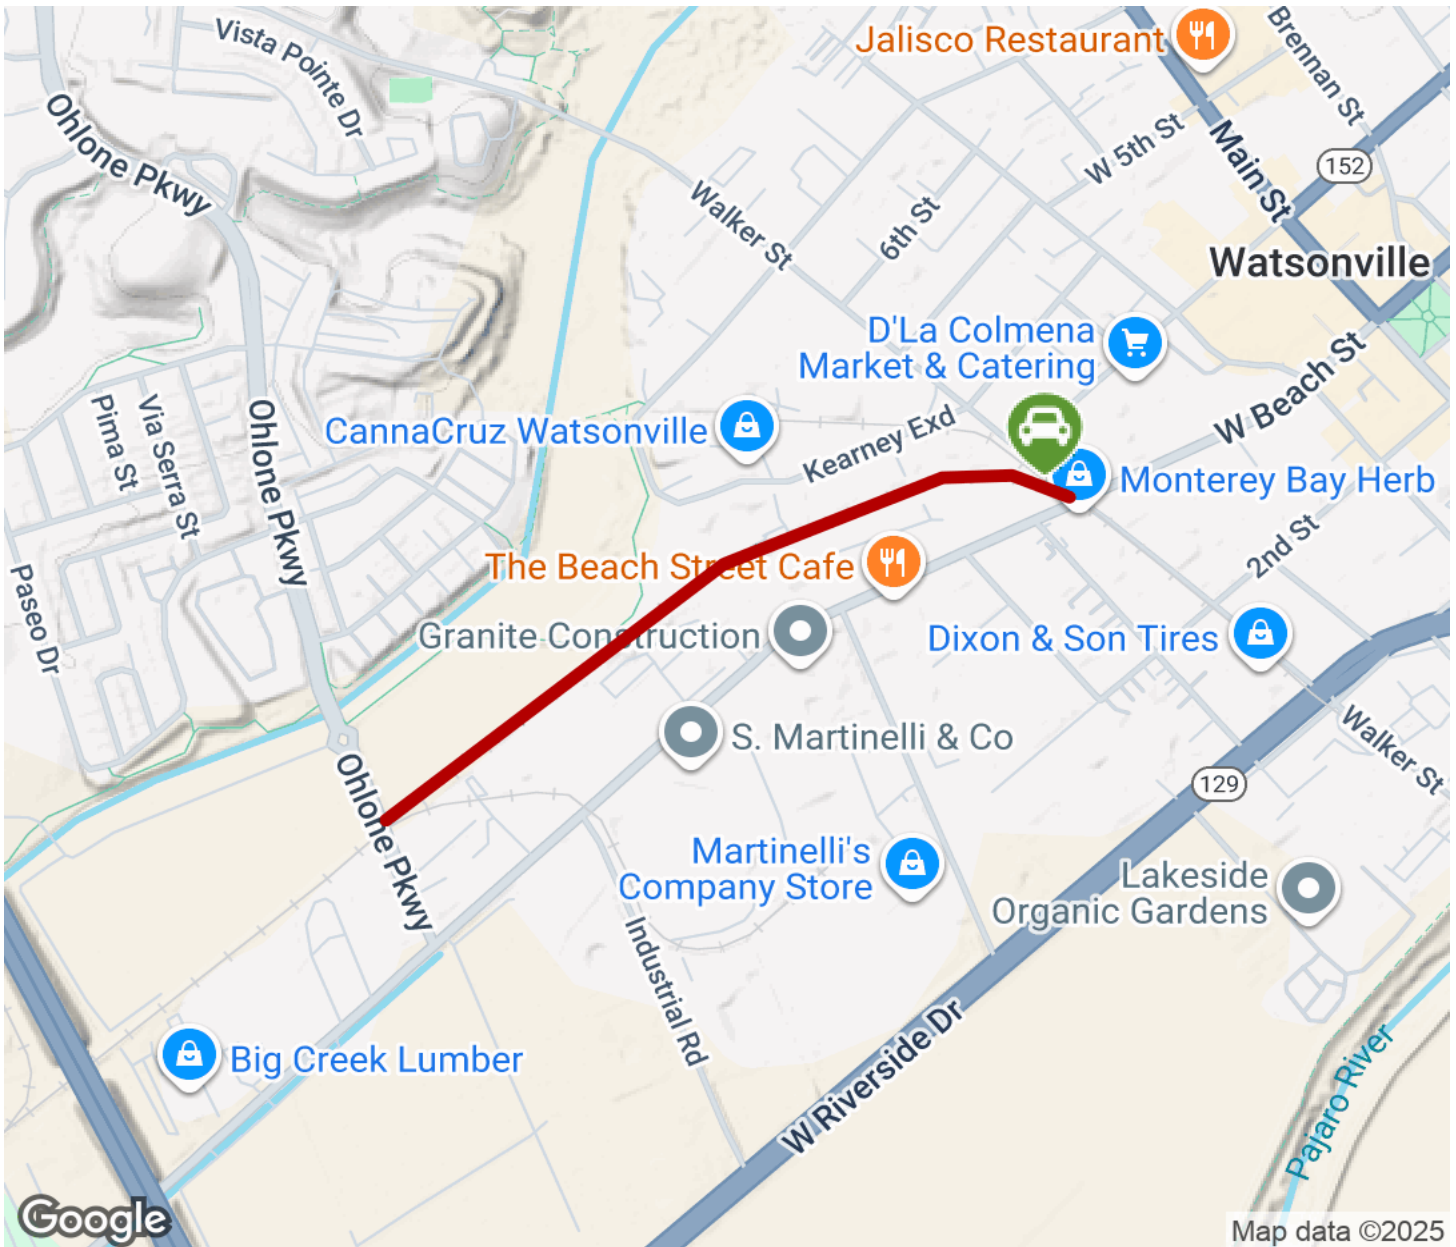 Vista Pointe Dr
Jalisco Restaurant
Brennan St
Ohlone Pkwy
W 5th St
Main St
152
Walker St
6th St
Watsonville
D'La Colmena
Market & Catering
W Beach St
Pima St
Via Serra St
Ohlone Pkwy
CannaCruz Watsonville
Kearney Exd
Monterey Bay Herb
2nd St
Paseo Dr
The Beach Street Cafe
Granite Construction
Dixon & Son Tires
S. Martinelli & Co
Walker St
129
Ohlone Pkwy
Martinelli's
Company Store
Lakeside
Organic Gardens
Industrial Rd
Big Creek Lumber
W Riverside Dr
Pajaro River
Google
Map data ©2025